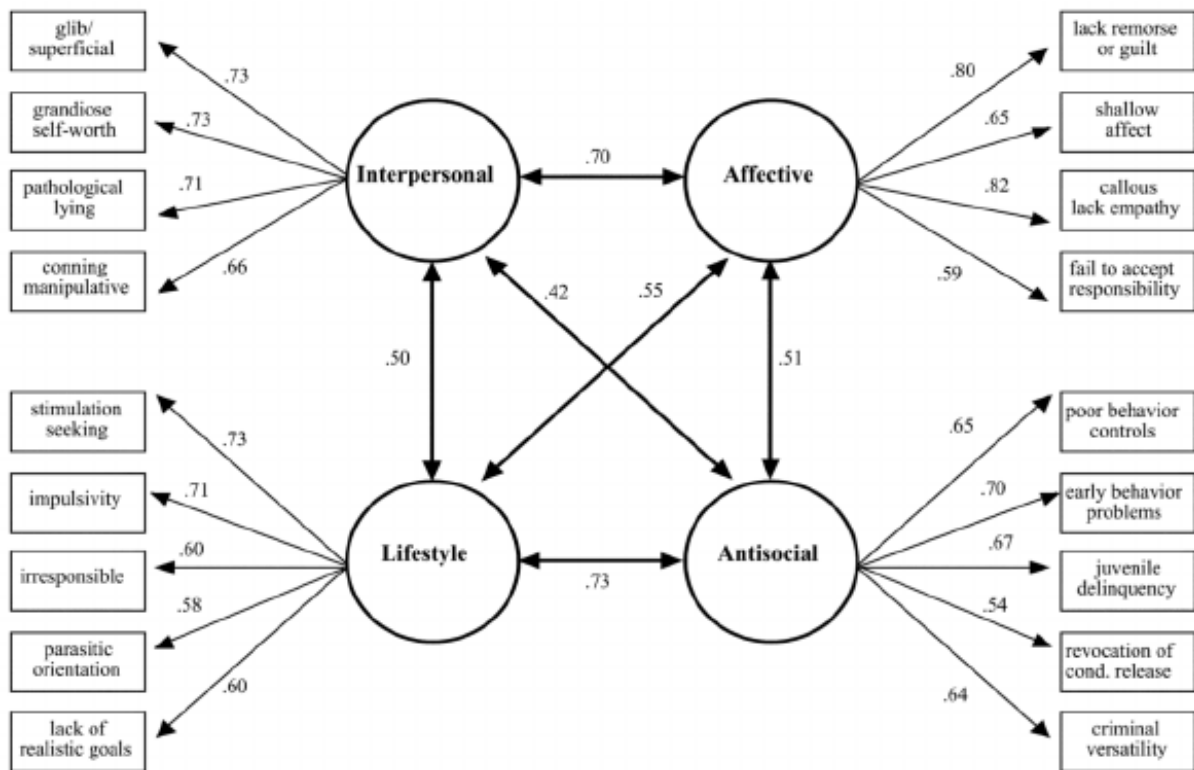 glib/
superficial
grandiose
self-worth
pathological
lying
conning
manipulative
.73
.73
.71
.66
Interpersonal
.70
Affective
.80
.65
.82
.59
lack remorse
or guilt
shallow
affect
callous
lack empathy
fail to accept
responsibility
.50
.42
.55
.51
stimulation
seeking
impulsivity
irresponsible
parasitic
orientation
lack of
realistic goals
.73
.71
.60
.58
.60
Lifestyle
.73
Antisocial
.65
.70
.67
.54
.64
poor behavior
controls
early behavior
problems
juvenile
delinquency
revocation of
cond. release
criminal
versatility